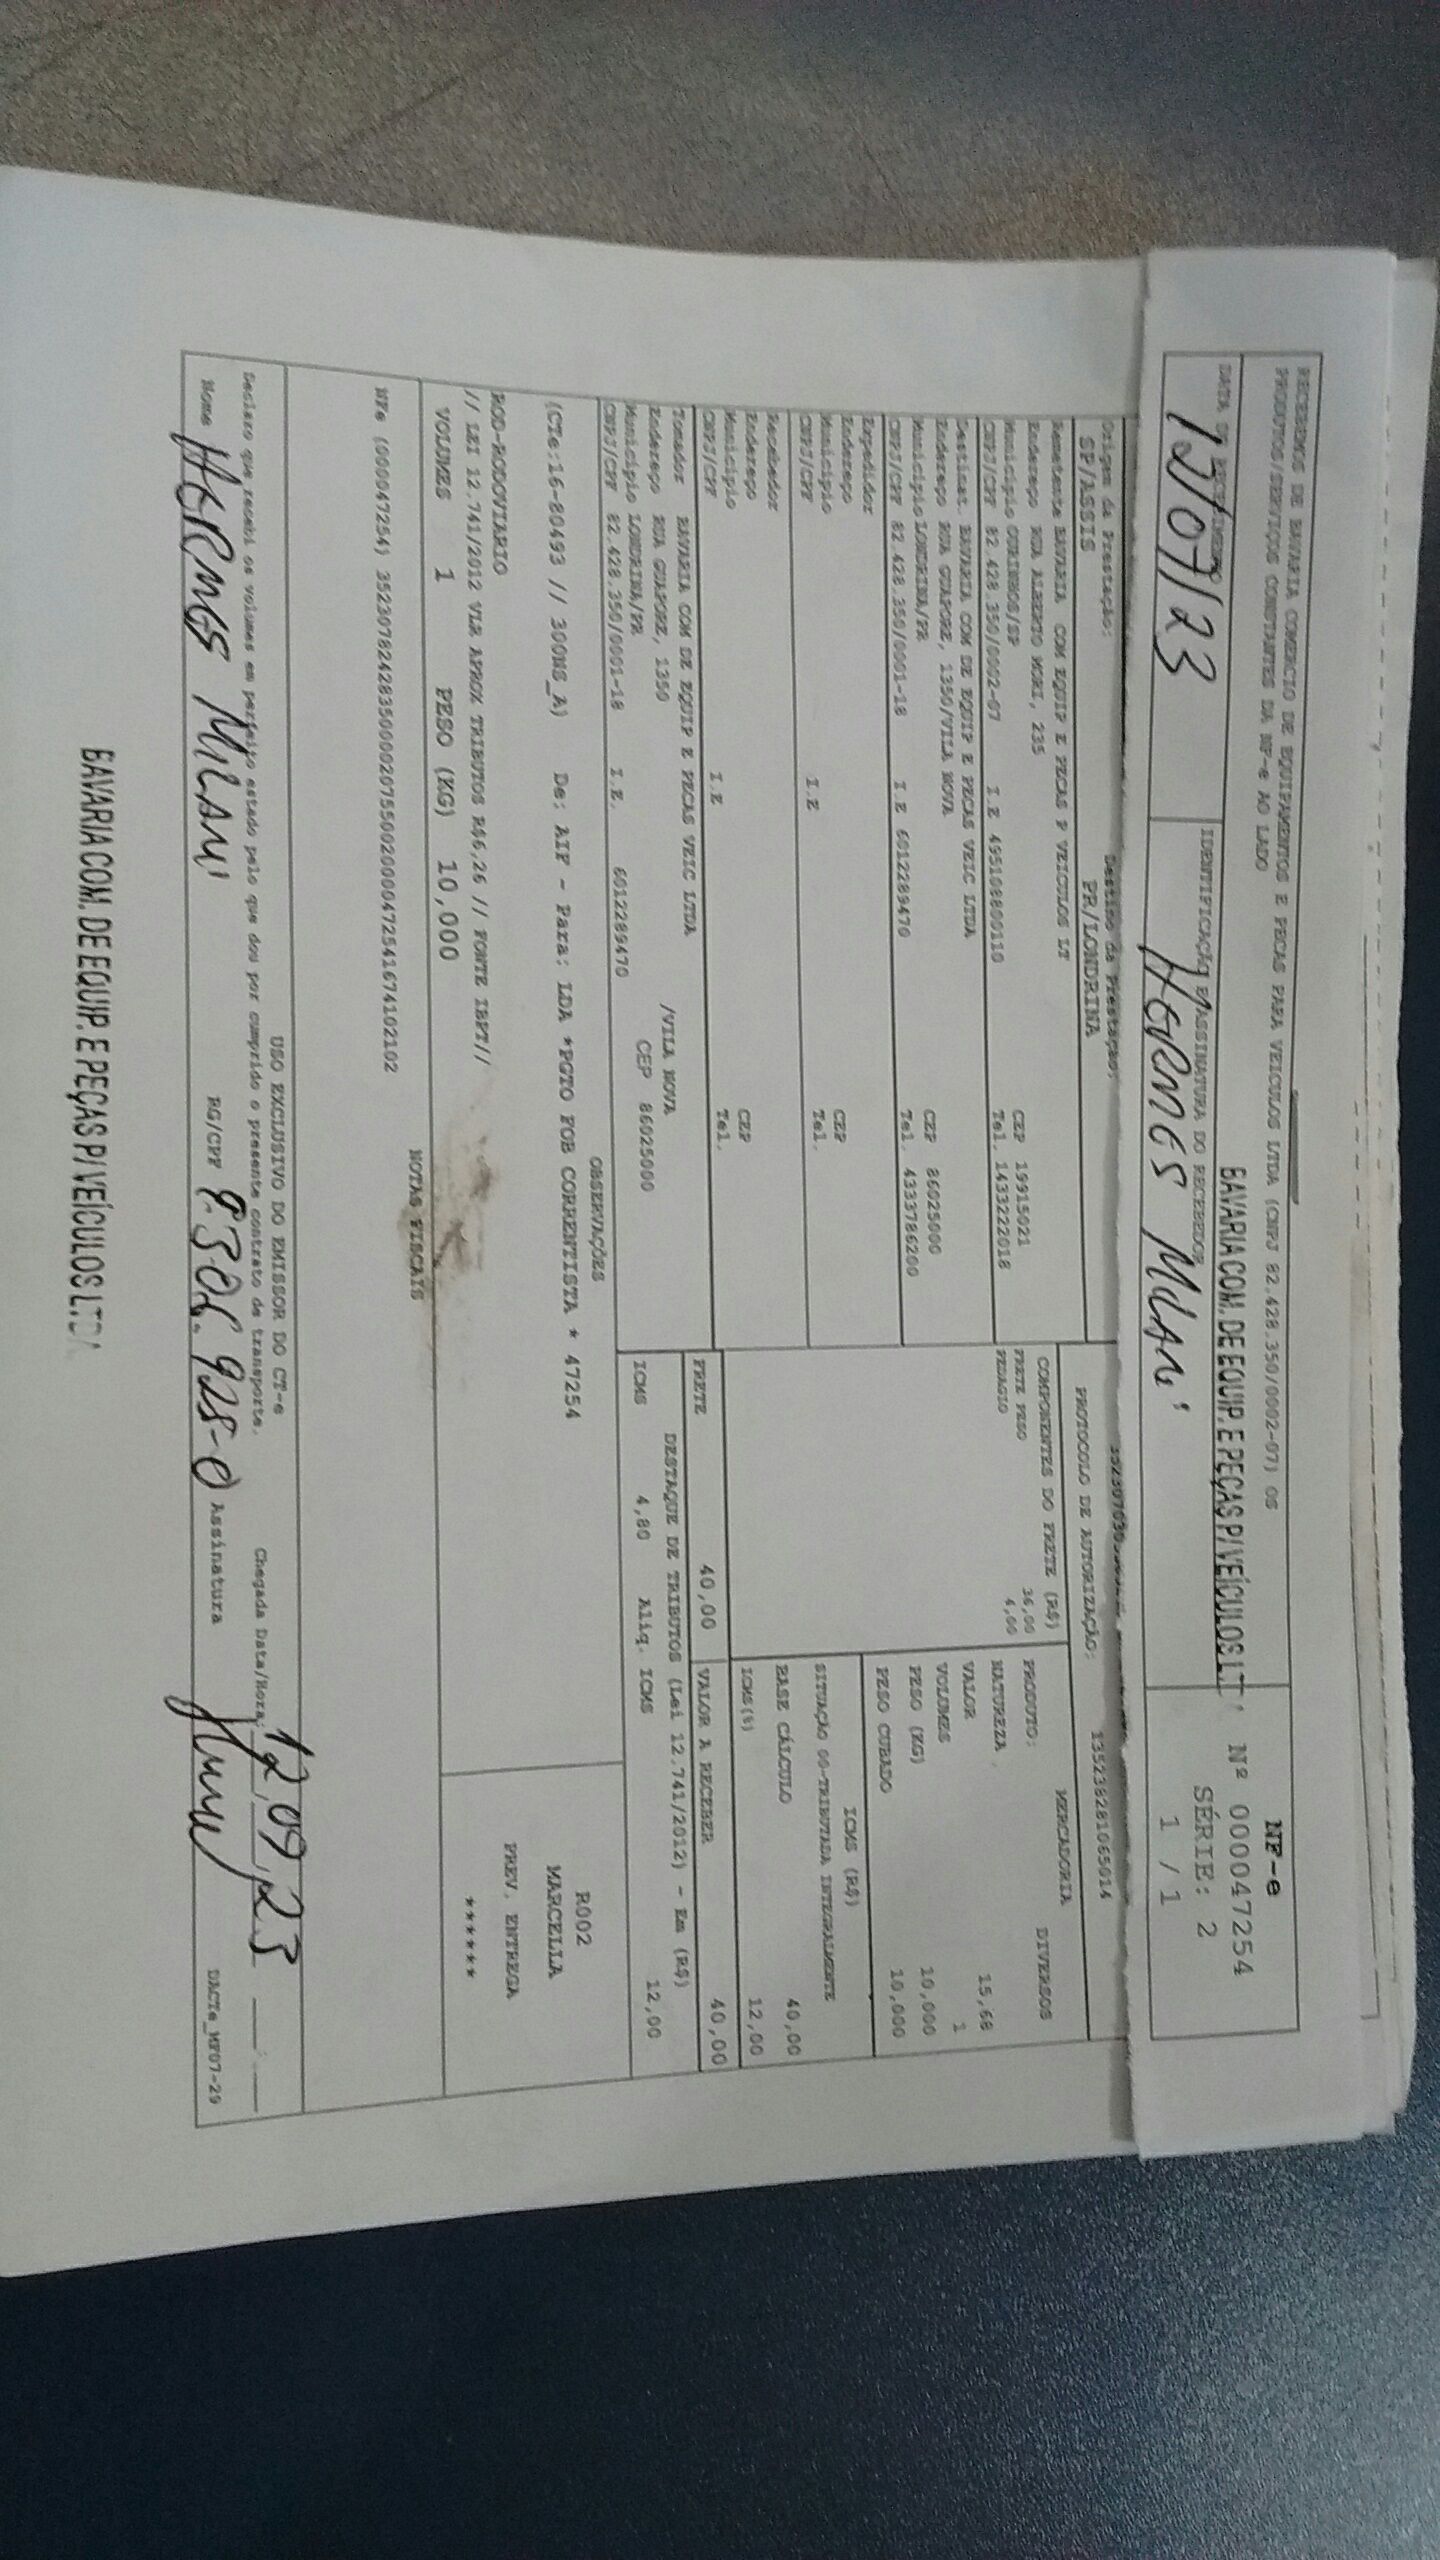 RECEBEMOS DE BAVARIA COMERCIO DE EQUIPAMENTOS E PECAS PARA VEICULOS LTDA (CNPJ 82.428.350/0002-07) OS
PRODUTOS/SERVIÇOS CONSTANTES DA NF-e AO LADO
NF-e
Nº 000047254
SÉRIE: 2
1 / 1
BAVARIA COM. DE EQUIP. E PEÇAS P/ VEÍCULOS LT
DATA DE RECEBIMENTO
IDENTIFICAÇÃO E ASSINATURA DO RECEBEDOR
HERMES MILANI
PROTOCOLO DE AUTORIZAÇÃO: 135238281065014
Origem da Prestação:
SP/ASSIS
Destino da Prestação:
PR/LONDRINA
Remetente BAVARIA COM EQUIP E PECAS P VEICULOS LT
Endereço RUA ALBERTO MORI, 235
Município OURINHOS/SP CEP 19915021
CNPJ/CPF 82.428.350/0002-07 I.E 495108800110 Tel. 1433222018
Destinat. BAVARIA COM DE EQUIP E PECAS VEIC LTDA
Endereço RUA GUAPORE, 1350/VILA NOVA
Município LONDRINA/PR CEP 86025000
CNPJ/CPF 82.428.350/0001-18 I.E 6012289470 Tel. 4333786200
Expedidor
Endereço
Município CEP
CNPJ/CPF I.E Tel.
Recebedor
Endereço
Município CEP
CNPJ/CPF I.E Tel.
Tomador BAVARIA COM DE EQUIP E PECAS VEIC LTDA
Endereço RUA GUAPORE, 1350 /VILA NOVA
Município LONDRINA/PR CEP 86025000
CNPJ/CPF 82.428.350/0001-18 I.E. 6012289470
COMPONENTES DO FRETE (R$)
FRETE PESO 36,00
PEDAGIO 4,00
MERCADORIA
PRODUTO: DIVERSOS
NATUREZA
VALOR 15,68
VOLUMES 1
PESO (KG) 10,000
PESO CUBADO 10,000
ICMS (R$)
SITUAÇÃO 00-TRIBUTADA INTEGRALMENTE
BASE CÁLCULO 40,00
ICMS(%) 12,00
FRETE 40,00 VALOR A RECEBER 40,00
DESTAQUE DE TRIBUTOS (Lei 12.741/2012) - Em (R$)
ICMS 4,80 Alíq. ICMS 12,00
OBSERVAÇÕES
(CTe:16-80493 // 300NS_A) De: AIF - Para: LDA *PGTO FOB CORRENTISTA * 47254
ROD-RODOVIARIO
// LEI 12.741/2012 VLR APROX TRIBUTOS R$6,26 // FONTE IBPT//
R002
MARCELLA
PREV. ENTREGA
******
VOLUMES 1 PESO (KG) 10,000
NOTAS FISCAIS
NFe (000047254) 35230782428350000207550020000472541674102102
USO EXCLUSIVO DO EMISSOR DO CT-e
Declaro que recebi os volumes em perfeito estado pelo que dou por cumprido o presente contrato de transporte.
Chegada Data/Hora:
Nome HERMES MILANI RG/CPF Assinatura
DACTe_MF07-29
BAVARIA COM. DE EQUIP. E PEÇAS P/ VEÍCULOS LTDA